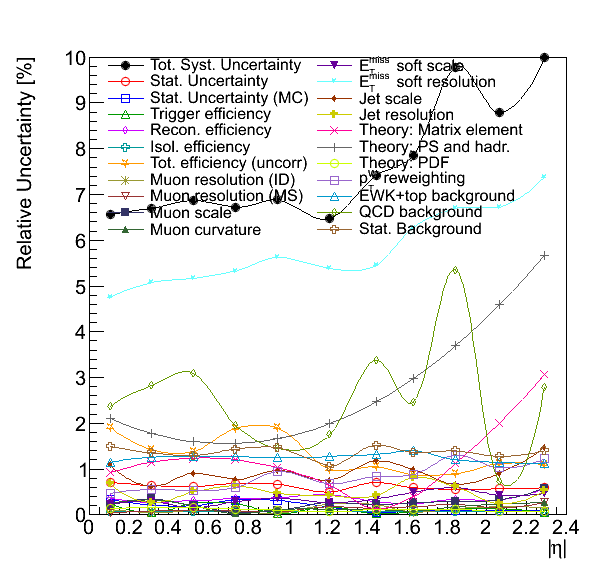 Relative Uncertainty [%]
10
9
8
7
6
5
4
3
2
1
0
Tot. Syst. Uncertainty
Stat. Uncertainty
Stat. Uncertainty (MC)
Trigger efficiency
Recon. efficiency
Isol. efficiency
Tot. efficiency (uncorr)
Muon resolution (ID)
Muon resolution (MS)
Muon scale
Muon curvature
E_T^miss soft scale
E_T^miss soft resolution
Jet scale
Jet resolution
Theory: Matrix element
Theory: PS and hadr.
Theory: PDF
p_T reweighting
EWK+top background
QCD background
Stat. Background
0 0.2 0.4 0.6 0.8 1 1.2 1.4 1.6 1.8 2 2.2 2.4
|η|